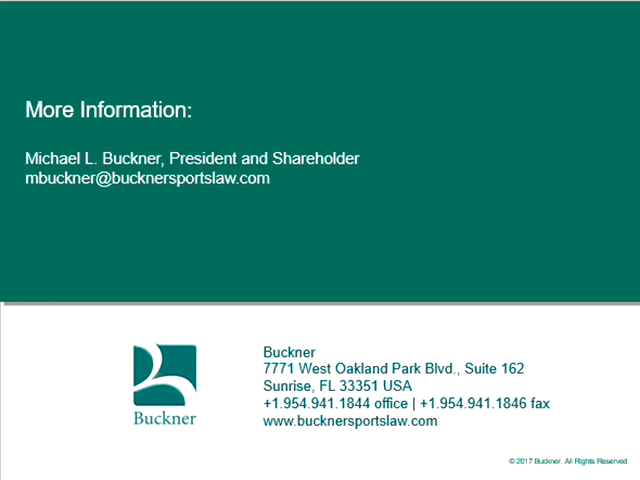 More Information:
Michael L. Buckner, President and Shareholder
mbuckner@bucknersportslaw.com
Buckner
Buckner
7771 West Oakland Park Blvd., Suite 162
Sunrise, FL 33351 USA
+1.954.941.1844 office | +1.954.941.1846 fax
www.bucknersportslaw.com
© 2017 Buckner. All Rights Reserved.